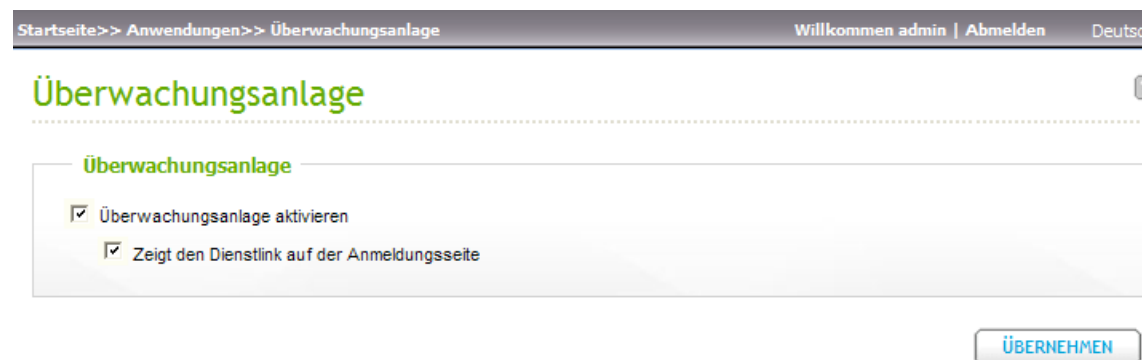 Startseite>> Anwendungen>> Überwachungsanlage Willkommen admin | Abmelden
Überwachungsanlage
Überwachungsanlage
Überwachungsanlage aktivieren
Zeigt den Dienstlink auf der Anmeldungsseite
ÜBERNEHMEN